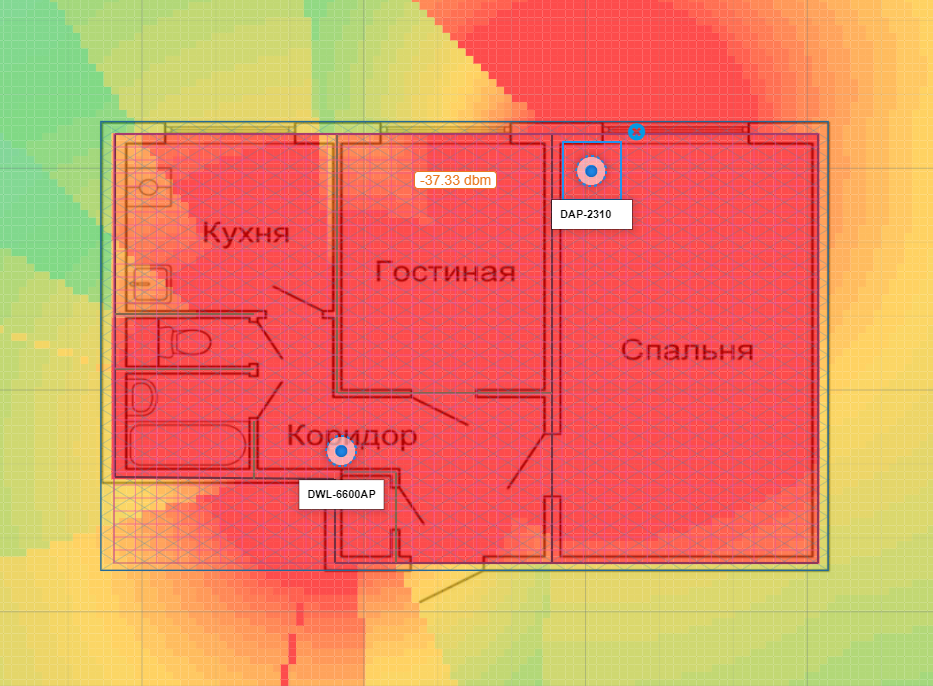 -37.33 dbm
DAP-2310
Кухня
Гостиная
Спальня
Коридор
DWL-6600AP